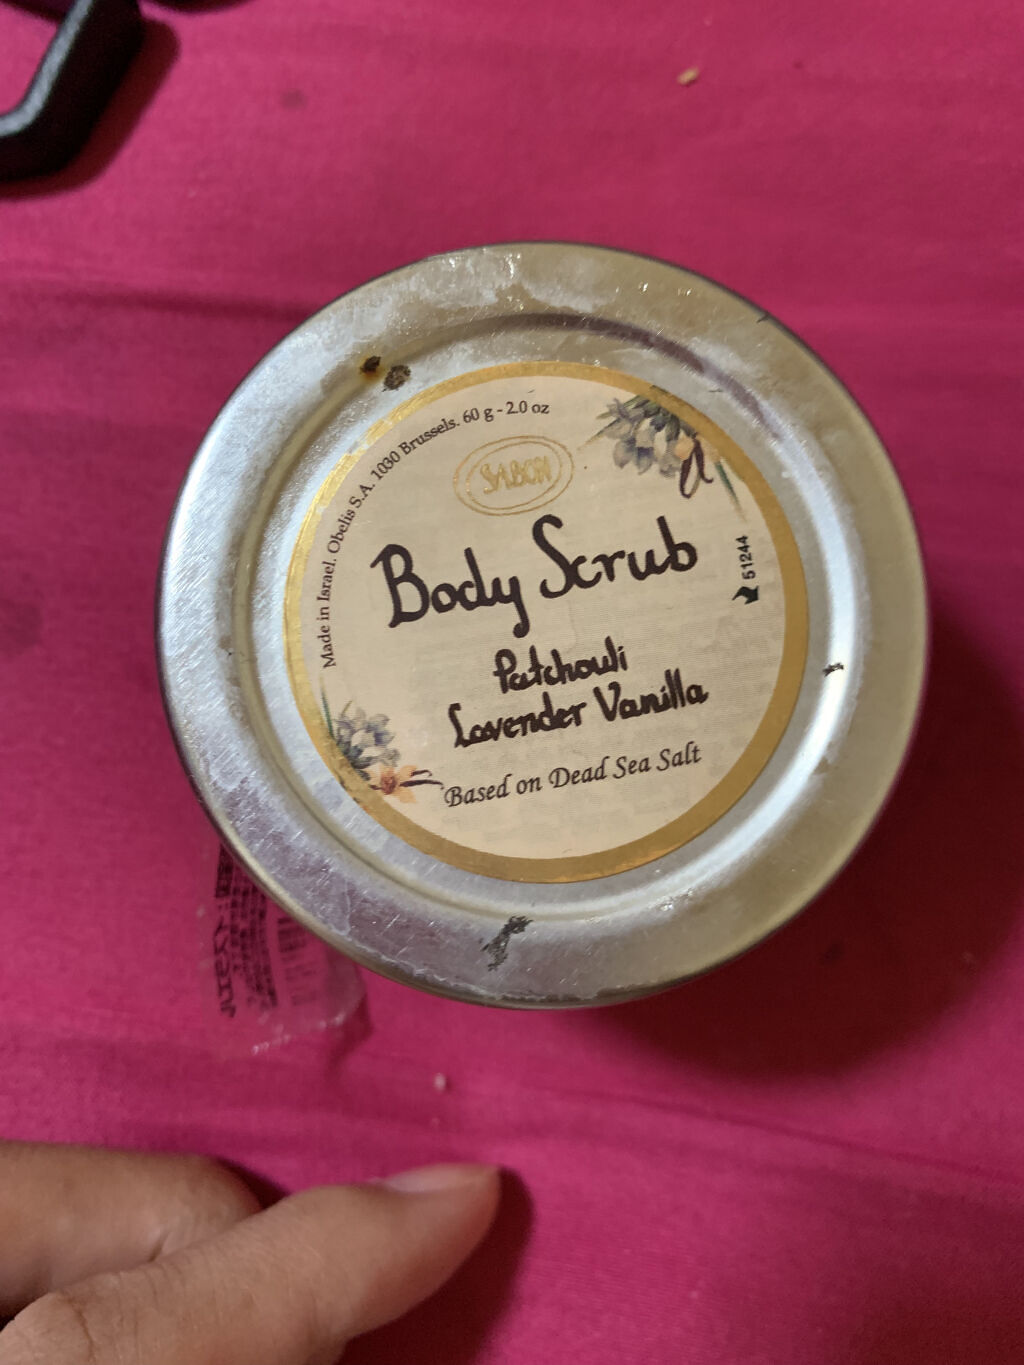 Made in Israel. Obelis S.A. 1030 Brussels. 60 g - 2.0 oz
SABON
Body Scrub
Patchouli
Lavender Vanilla
Based on Dead Sea Salt
51244